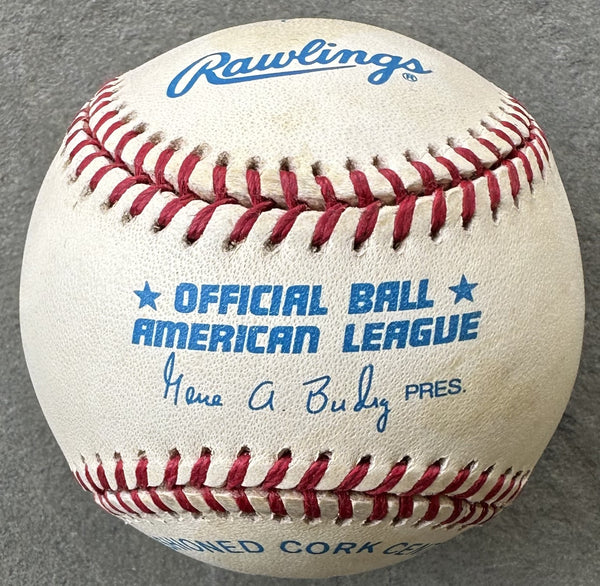 Rawlings®
★ OFFICIAL BALL ★
AMERICAN LEAGUE
Gene A. Budig PRES.
CORK